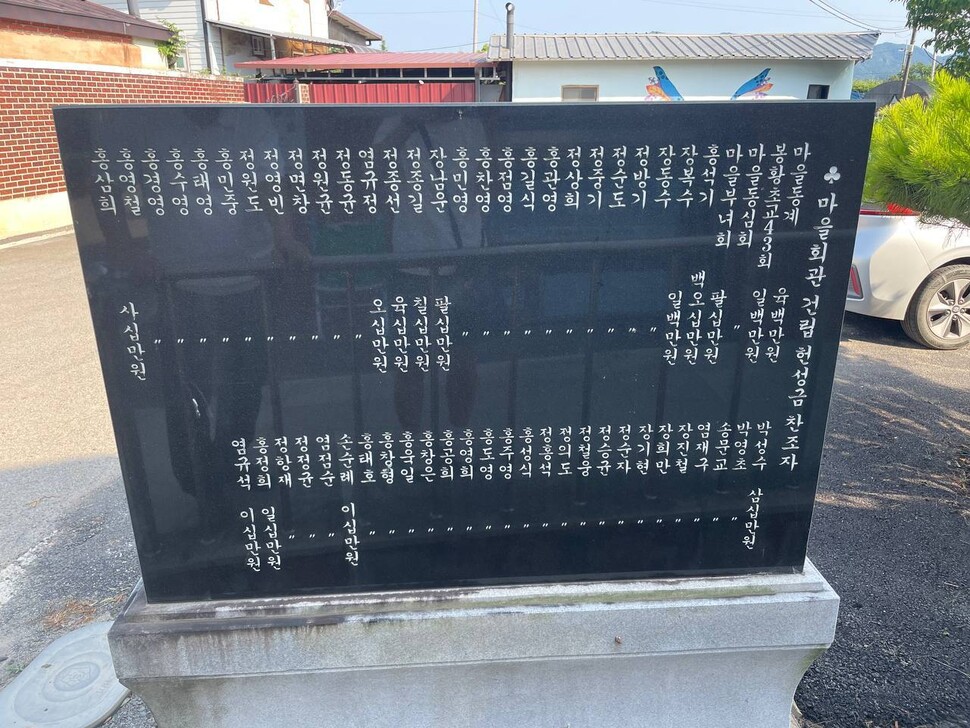 ♣ 마을회관 건립 헌성금 찬조자
마을동계 육백만원
봉황초교43회 일백만원
마을동심회 〃
마을부녀회 팔십만원
홍석기 백오십만원
장복수 일백만원
장동수 〃
정방기 〃
정순도 〃
정중기 〃
정상희 〃
홍관영 〃
홍길식 〃
홍점영 〃
홍찬영 〃
홍민영 〃
장남운 팔십만원
정종길 칠십만원
정종선 육십만원
염규정 오십만원
정동균 〃
정원균 〃
정면창 〃
정영빈 〃
정원도 〃
홍민중 〃
홍태영 〃
홍수영 〃
홍경영 〃
홍영철 〃
홍삼희 사십만원
박성수 삼십만원
박영초 〃
송문교 〃
염재구 〃
장진철 〃
장희만 〃
장기현 〃
정순자 〃
정승균 〃
정철웅 〃
정의도 〃
정홍석 〃
홍성식 〃
홍주영 〃
홍도영 〃
홍영희 〃
홍공희 〃
홍창은 〃
홍응일 〃
홍창형 〃
홍태호 〃
손순례 이십만원
염점순 〃
정정균 〃
정항재 〃
홍정희 일십만원
염규석 이십만원